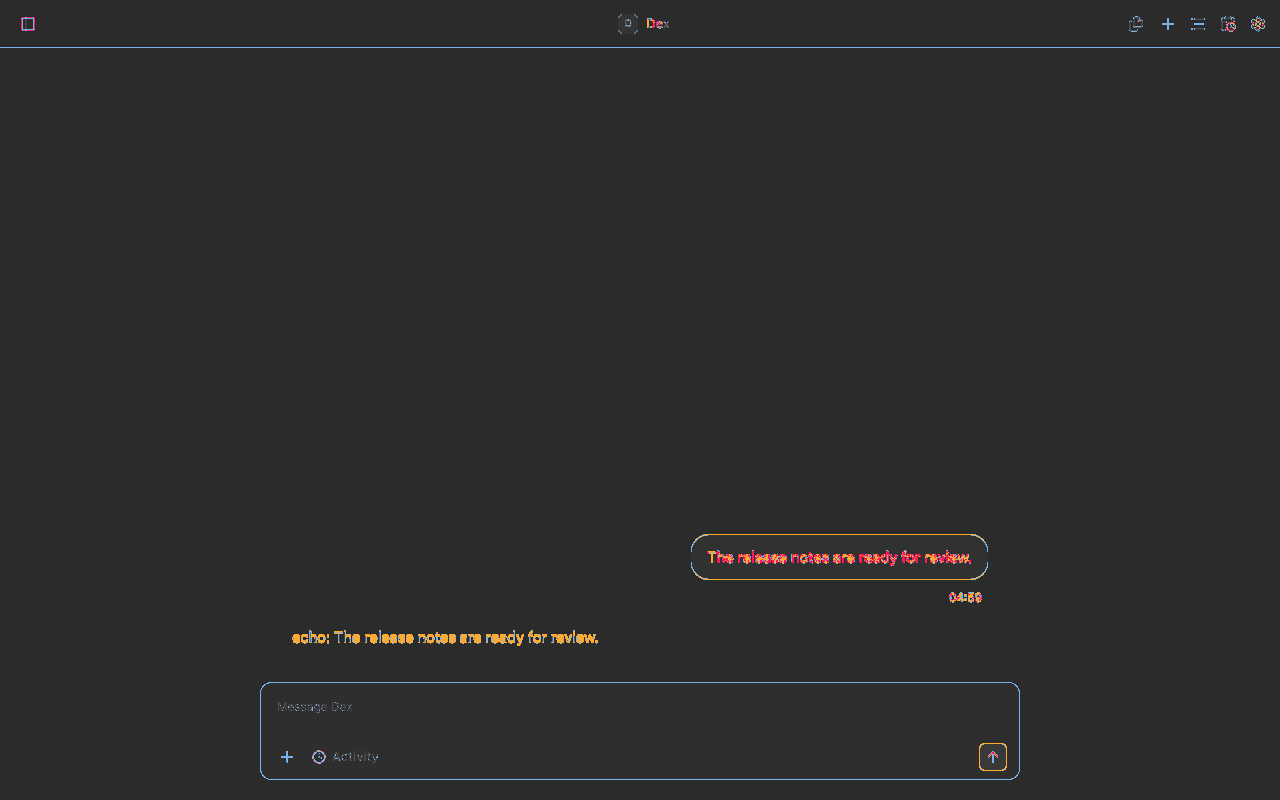 D Dex
The release notes are ready for review.
04:59
echo: The release notes are ready for review.
Message Dex
Activity